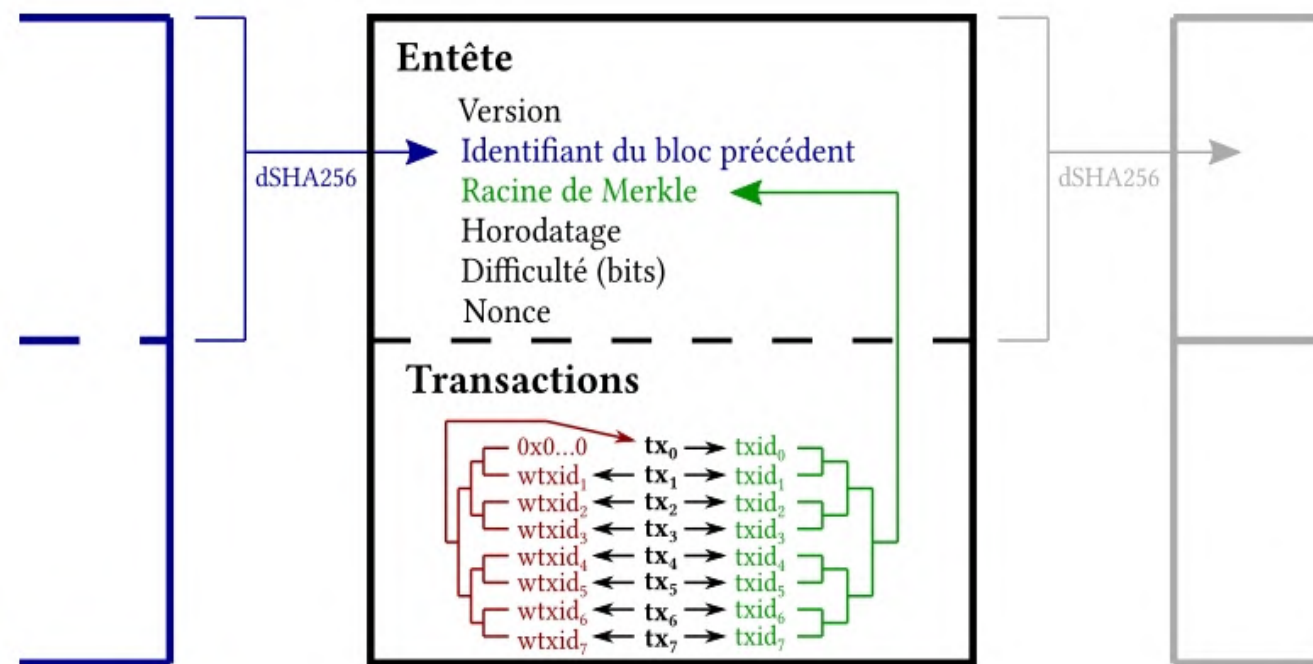 Entête
Version
dSHA256
Identifiant du bloc précédent
dSHA256
Racine de Merkle
Horodatage
Difficulté (bits)
Nonce
Transactions
0x0...0 tx₀ txid₀
wtxid₁ tx₁ txid₁
wtxid₂ tx₂ txid₂
wtxid₃ tx₃ txid₃
wtxid₄ tx₄ txid₄
wtxid₅ tx₅ txid₅
wtxid₆ tx₆ txid₆
wtxid₇ tx₇ txid₇